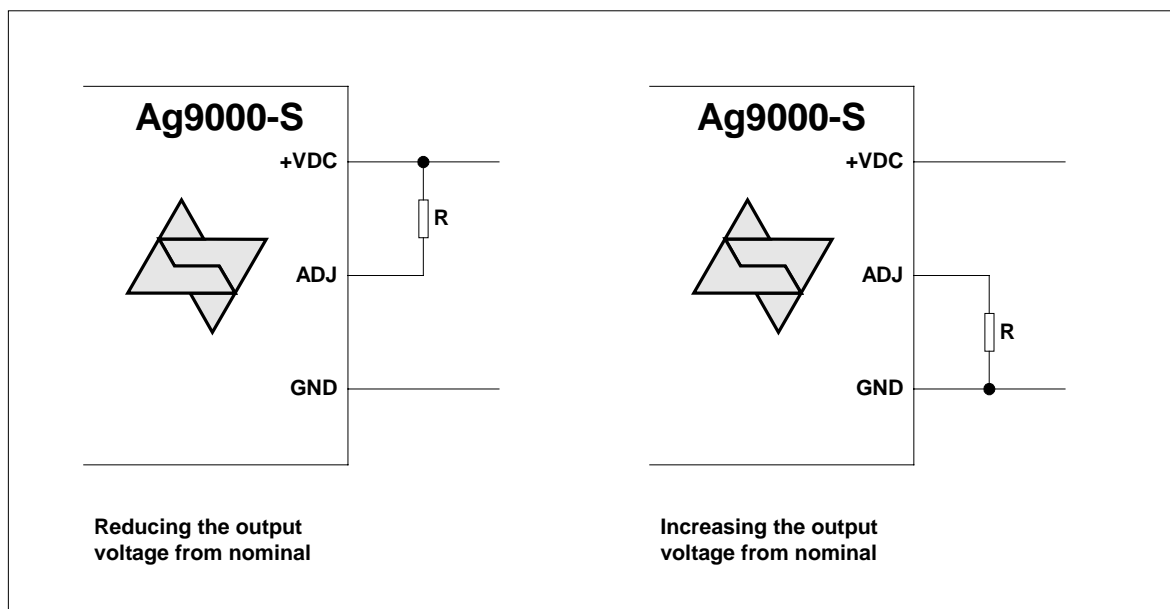 Ag9000-S
+VDC
R
ADJ
GND
Reducing the output
voltage from nominal
Ag9000-S
+VDC
ADJ
R
GND
Increasing the output
voltage from nominal